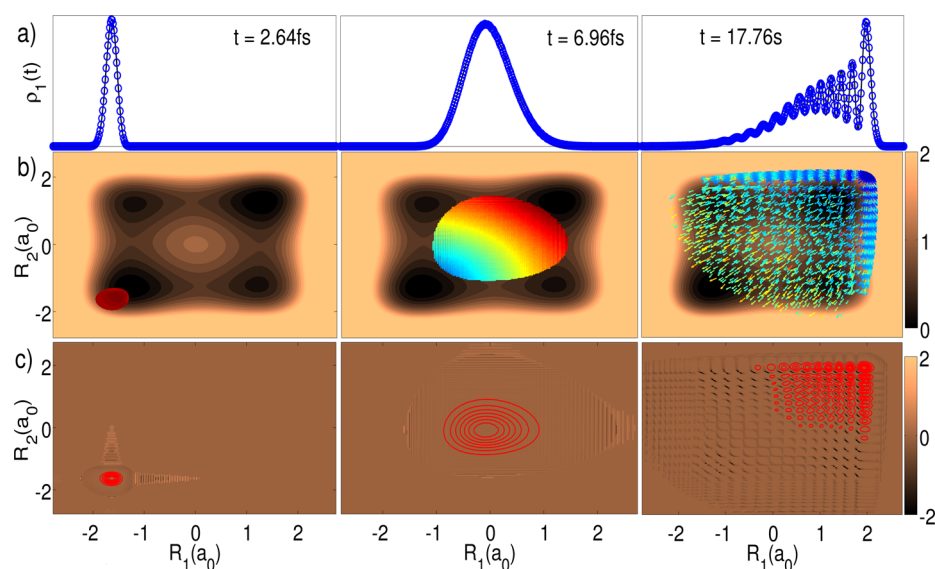 a)
ρ₁(t)
t = 2.64fs
t = 6.96fs
t = 17.76s
b)
R₂(a₀)
2
0
-2
2
1
0
c)
R₂(a₀)
2
0
-2
2
0
-2
-2 -1 0 1 2
-2 -1 0 1 2
-2 -1 0 1 2
R₁(a₀)
R₁(a₀)
R₁(a₀)